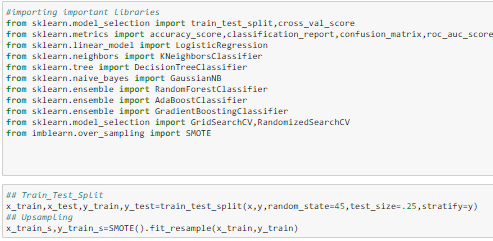 #importing important libraries
from sklearn.model_selection import train_test_split,cross_val_score
from sklearn.metrics import accuracy_score,classification_report,confusion_matrix,roc_auc_score
from sklearn.linear_model import LogisticRegression
from sklearn.neighbors import KNeighborsClassifier
from sklearn.tree import DecisionTreeClassifier
from sklearn.naive_bayes import GaussianNB
from sklearn.ensemble import RandomForestClassifier
from sklearn.ensemble import AdaBoostClassifier
from sklearn.ensemble import GradientBoostingClassifier
from sklearn.model_selection import GridSearchCV,RandomizedSearchCV
from imblearn.over_sampling import SMOTE
## Train_Test_Split
x_train,x_test,y_train,y_test=train_test_split(x,y,random_state=45,test_size=.25,stratify=y)
## Upsampling
x_train_s,y_train_s=SMOTE().fit_resample(x_train,y_train)